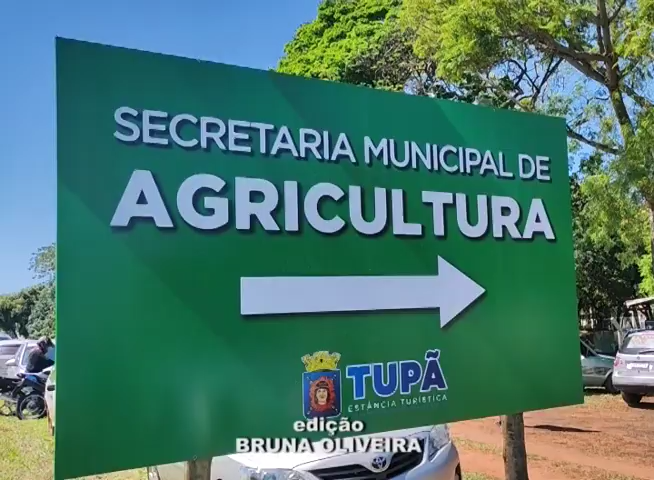 SECRETARIA MUNICIPAL DE
AGRICULTURA
TUPÃ
ESTÂNCIA TURÍSTICA
edição
BRUNA OLIVEIRA